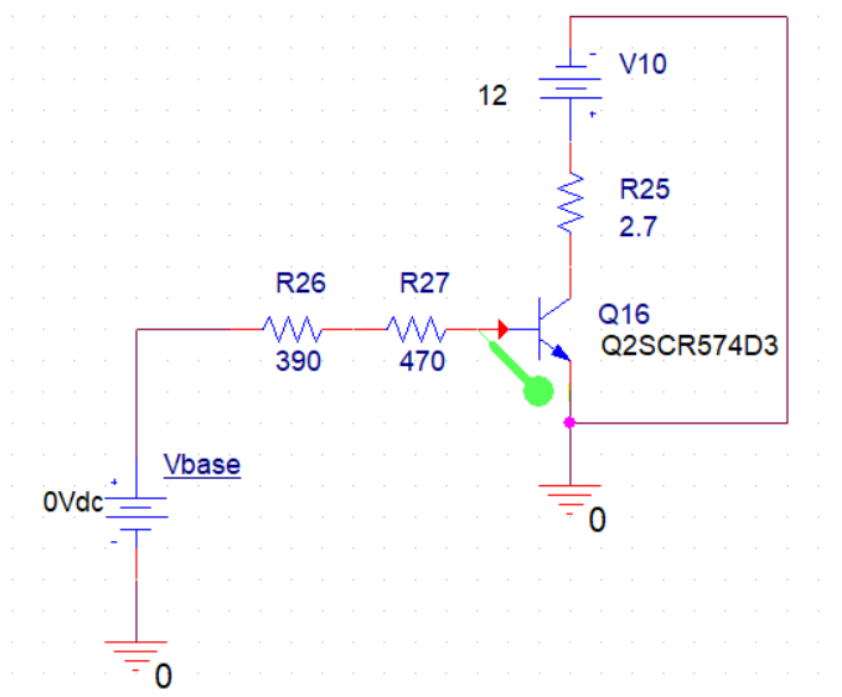 -
V10
12
+
R25
2.7
R26
R27
390
470
Q16
Q2SCR574D3
Vbase
+
0Vdc
-
0
0